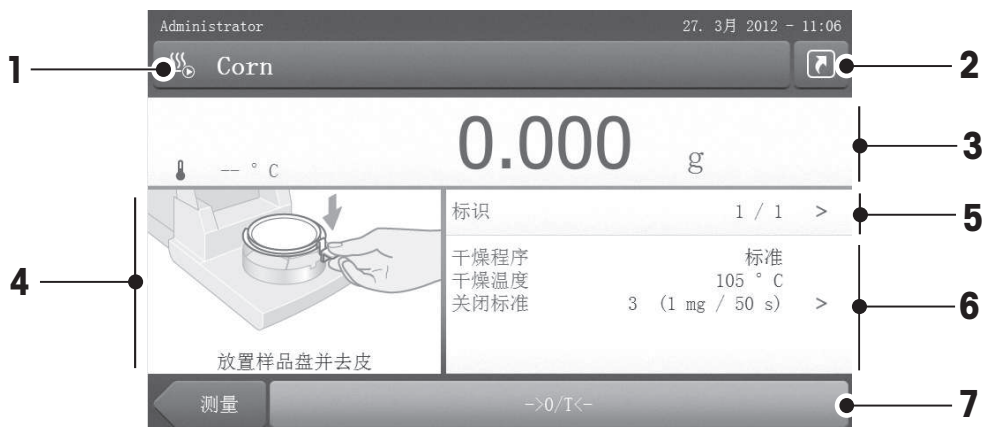 Administrator 27. 3月 2012 - 11:06
1 Corn 2
0.000 g 3
-- °C
标识 1 / 1 > 5
干燥程序 标准
干燥温度 105 °C
4 关闭标准 3 (1 mg / 50 s) > 6
放置样品盘并去皮
测量 ->0/T<- 7